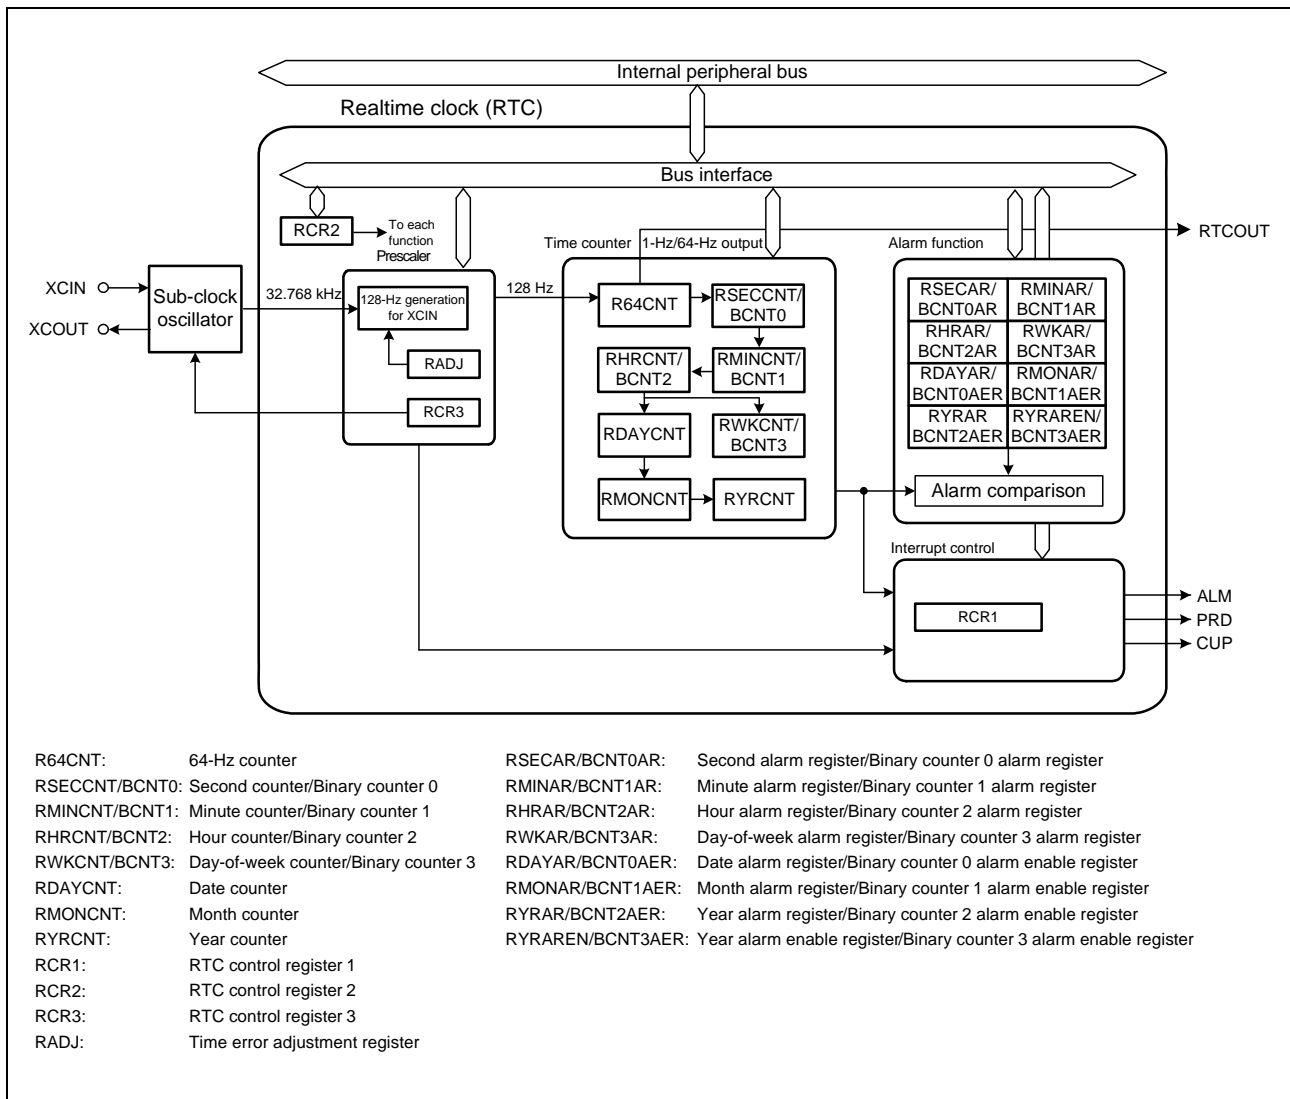 Internal peripheral bus
Realtime clock (RTC)
Bus interface
RCR2
To each
function
Prescaler
Time counter
1-Hz/64-Hz output
Alarm function
RTCOUT
XCIN
XCOUT
Sub-clock
oscillator
32.768 kHz
128-Hz generation
for XCIN
RADJ
RCR3
128 Hz
R64CNT
RSECCNT/
BCNT0
RHRCNT/
BCNT2
RMINCNT/
BCNT1
RDAYCNT
RWKCNT/
BCNT3
RMONCNT
RYRCNT
RSECAR/
BCNT0AR
RMINAR/
BCNT1AR
RHRAR/
BCNT2AR
RWKAR/
BCNT3AR
RDAYAR/
BCNT0AER
RMONAR/
BCNT1AER
RYRAR
BCNT2AER
RYRAREN/
BCNT3AER
Alarm comparison
Interrupt control
RCR1
ALM
PRD
CUP
R64CNT: 64-Hz counter
RSECCNT/BCNT0: Second counter/Binary counter 0
RMINCNT/BCNT1: Minute counter/Binary counter 1
RHRCNT/BCNT2: Hour counter/Binary counter 2
RWKCNT/BCNT3: Day-of-week counter/Binary counter 3
RDAYCNT: Date counter
RMONCNT: Month counter
RYRCNT: Year counter
RCR1: RTC control register 1
RCR2: RTC control register 2
RCR3: RTC control register 3
RADJ: Time error adjustment register
RSECAR/BCNT0AR: Second alarm register/Binary counter 0 alarm register
RMINAR/BCNT1AR: Minute alarm register/Binary counter 1 alarm register
RHRAR/BCNT2AR: Hour alarm register/Binary counter 2 alarm register
RWKAR/BCNT3AR: Day-of-week alarm register/Binary counter 3 alarm register
RDAYAR/BCNT0AER: Date alarm register/Binary counter 0 alarm enable register
RMONAR/BCNT1AER: Month alarm register/Binary counter 1 alarm enable register
RYRAR/BCNT2AER: Year alarm register/Binary counter 2 alarm enable register
RYRAREN/BCNT3AER: Year alarm enable register/Binary counter 3 alarm enable register